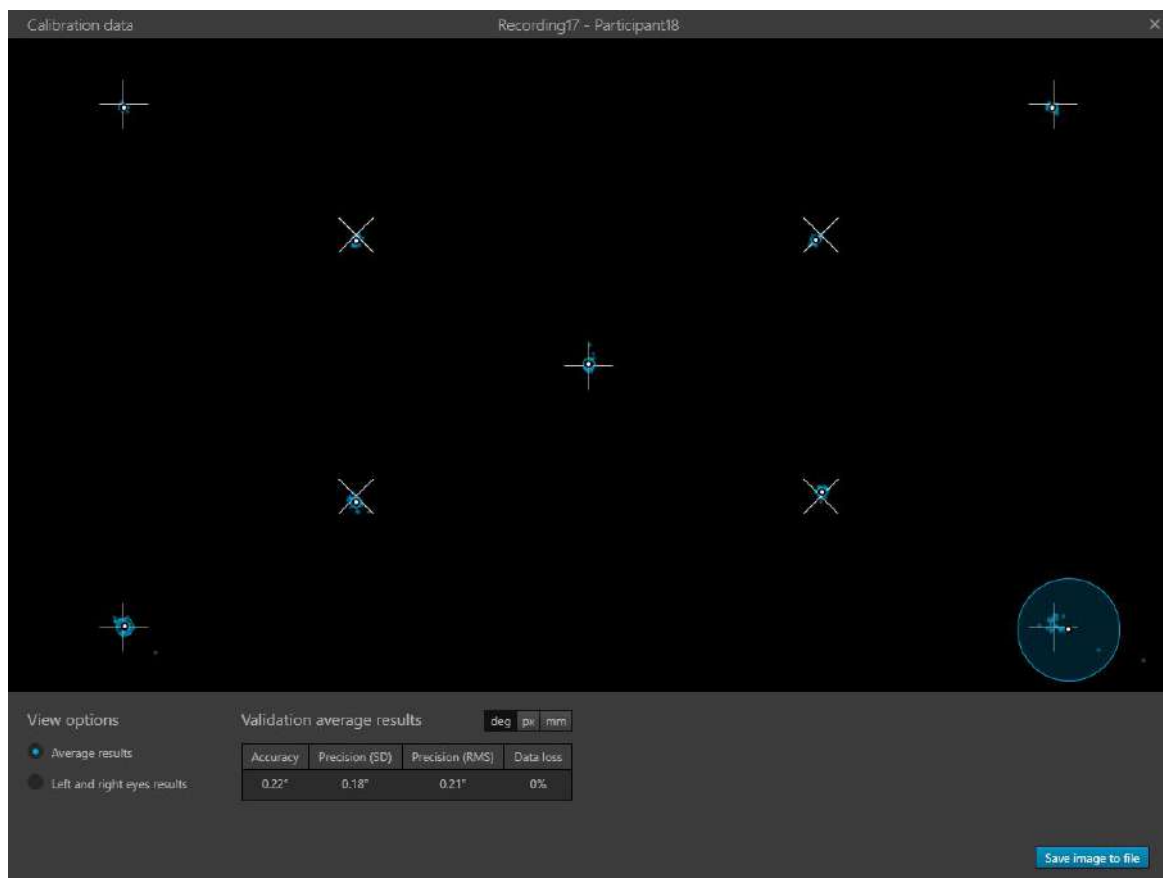 Calibration data
Recording17 - Participant18
View options
Validation average results
deg px mm
Average results
Left and right eyes results
Accuracy Precision (SD) Precision (RMS) Data loss
0.22° 0.18° 0.21° 0%
Save image to file